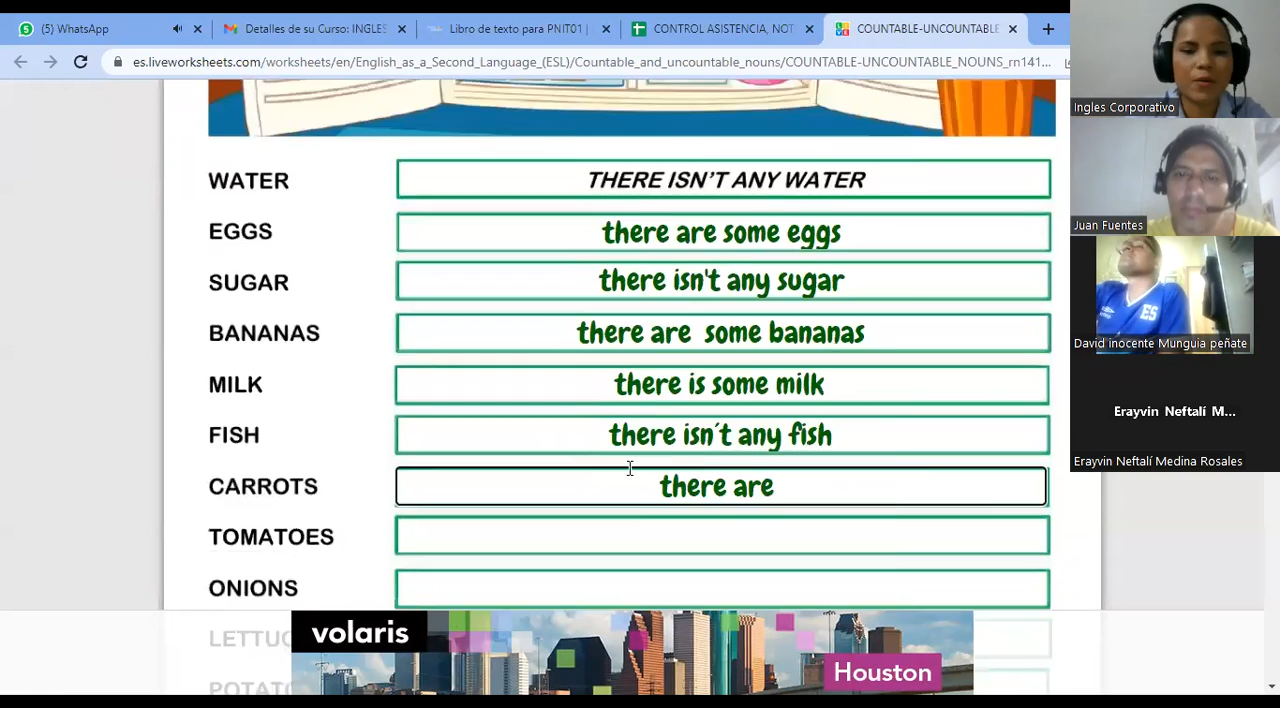 (5) WhatsApp
Detalles de su Curso: INGLES
Libro de texto para PNIT01 |
CONTROL ASISTENCIA, NOT
COUNTABLE-UNCOUNTABLE
es.liveworksheets.com/worksheets/en/English_as_a_Second_Language_(ESL)/Countable_and_uncountable_nouns/COUNTABLE-UNCOUNTABLE_NOUNS_rn141...
Ingles Corporativo
Juan Fuentes
ES
David inocente Munguia peñate
Erayvin Neftalí M...
Erayvin Neftalí Medina Rosales
WATER THERE ISN'T ANY WATER
EGGS there are some eggs
SUGAR there isn't any sugar
BANANAS there are some bananas
MILK there is some milk
FISH there isn´t any fish
CARROTS there are
TOMATOES
ONIONS
LETTUC
POTATO
volaris
Houston